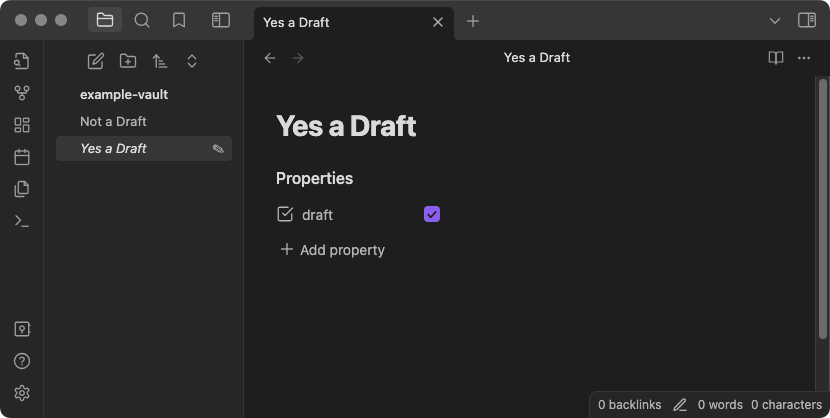 Yes a Draft
Yes a Draft
example-vault
Not a Draft
Yes a Draft
Yes a Draft
Properties
draft
Add property
0 backlinks 0 words 0 characters